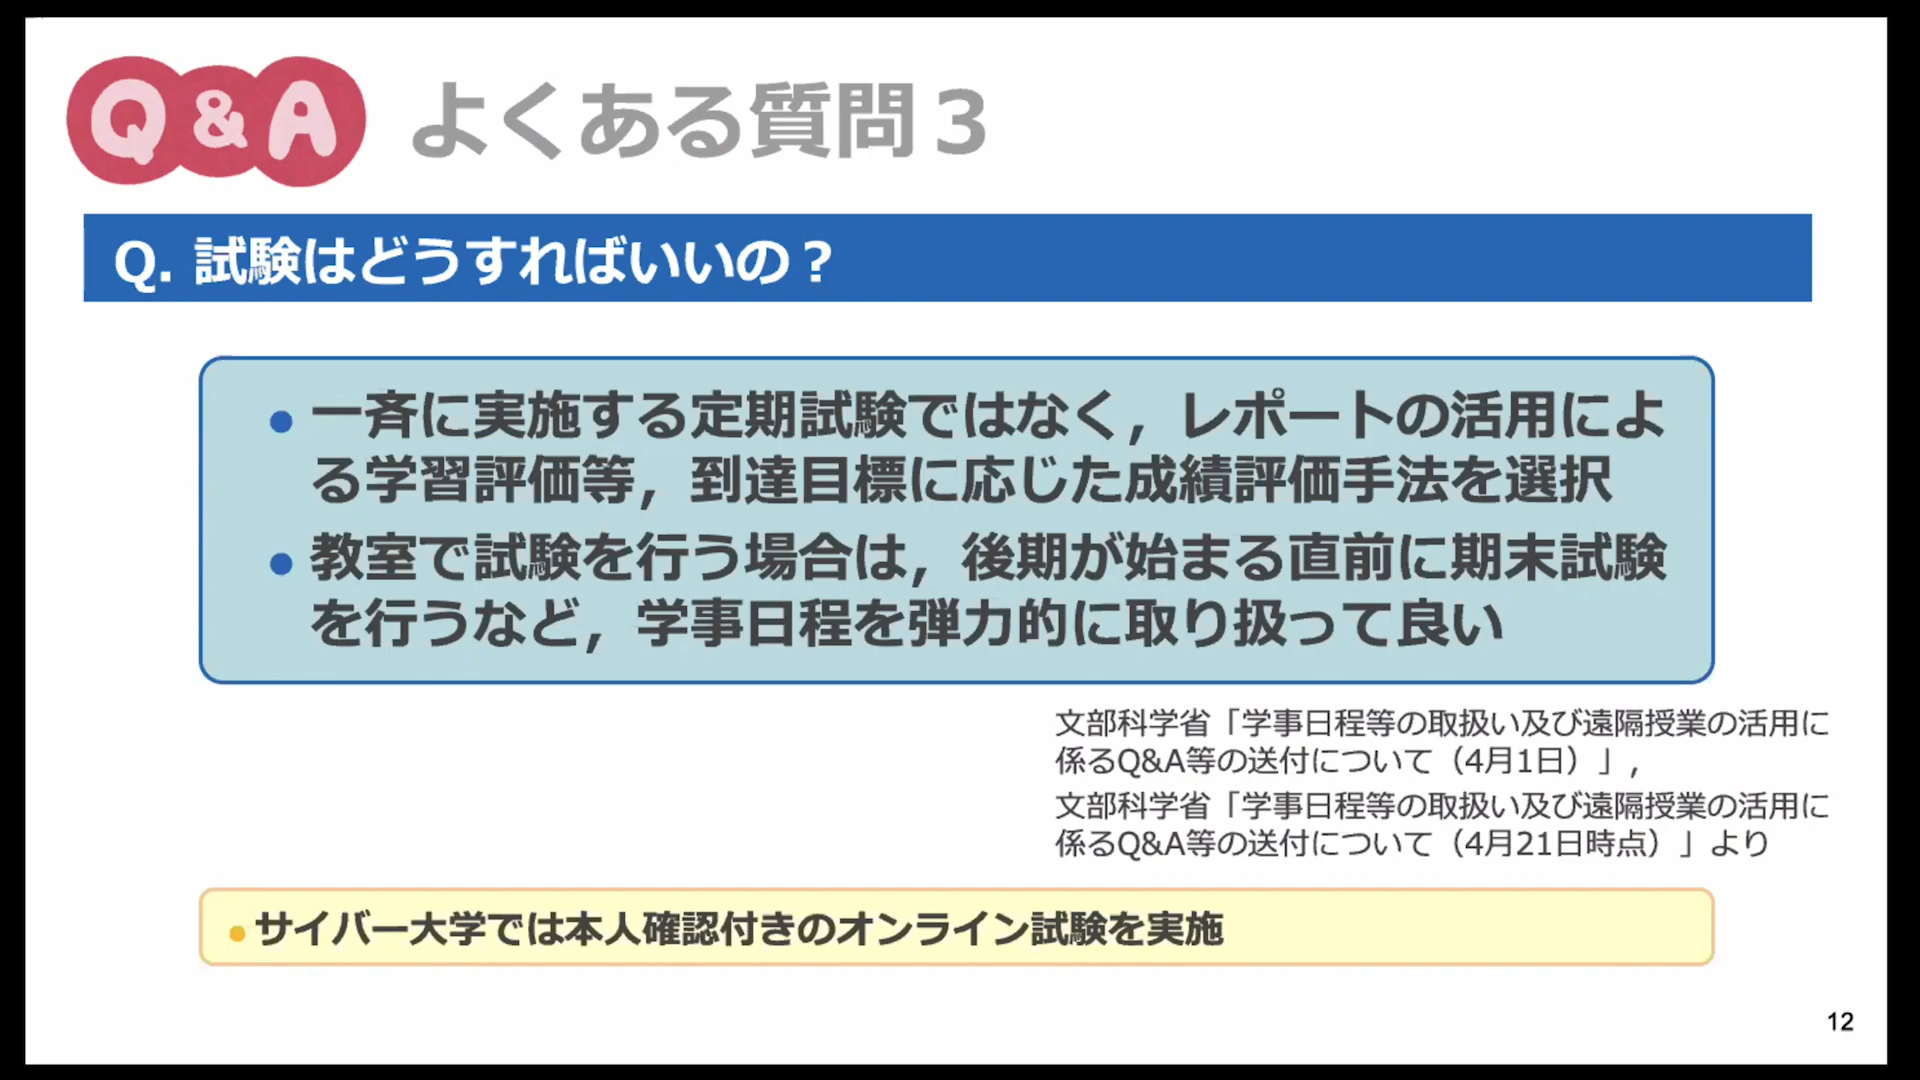 Q&A よくある質問3
Q. 試験はどうすればいいの？
• 一斉に実施する定期試験ではなく，レポートの活用によ
る学習評価等，到達目標に応じた成績評価手法を選択
• 教室で試験を行う場合は，後期が始まる直前に期末試験
を行うなど，学事日程を弾力的に取り扱って良い
文部科学省「学事日程等の取扱い及び遠隔授業の活用に
係るQ&A等の送付について（4月1日）」，
文部科学省「学事日程等の取扱い及び遠隔授業の活用に
係るQ&A等の送付について（4月21日時点）」より
• サイバー大学では本人確認付きのオンライン試験を実施
12